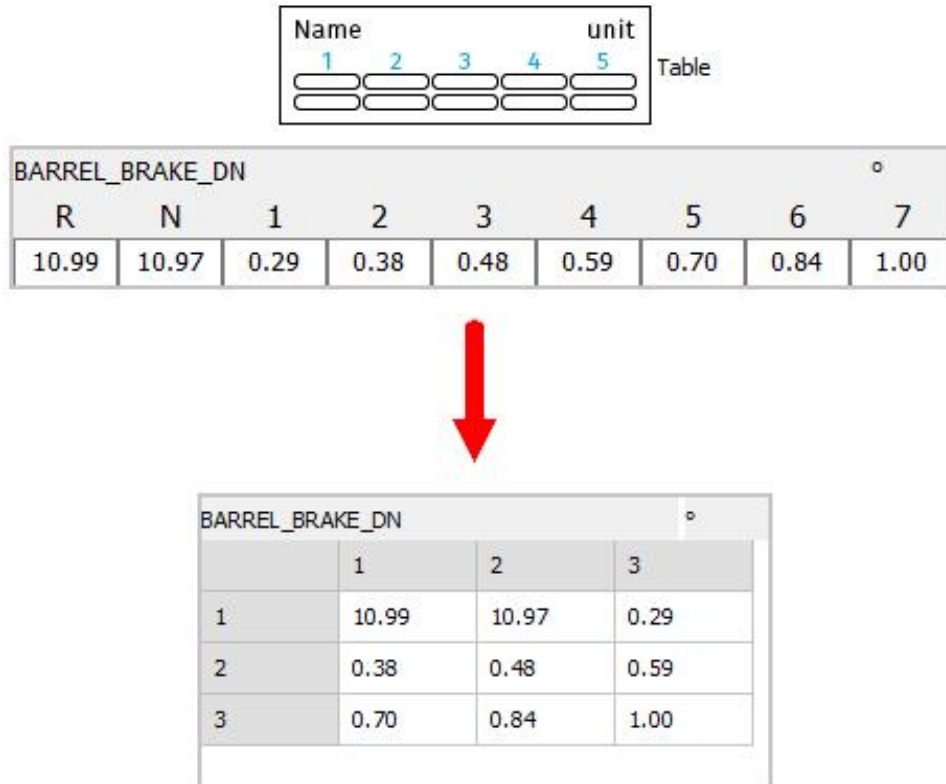 Name unit
1 2 3 4 5
Table
BARREL_BRAKE_DN °
R N 1 2 3 4 5 6 7
10.99 10.97 0.29 0.38 0.48 0.59 0.70 0.84 1.00
BARREL_BRAKE_DN °
1 2 3
1 10.99 10.97 0.29
2 0.38 0.48 0.59
3 0.70 0.84 1.00